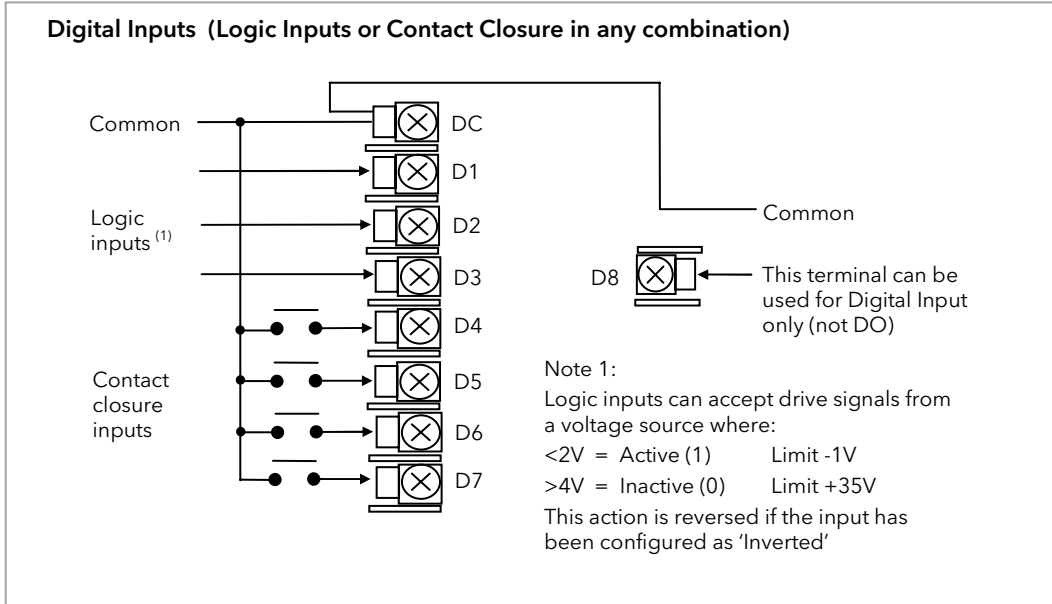 Digital Inputs (Logic Inputs or Contact Closure in any combination)
Common
DC
D1
Logic
inputs (1)
D2
D3
D4
Contact
closure
inputs
D5
D6
D7
Common
D8
This terminal can be
used for Digital Input
only (not DO)
Note 1:
Logic inputs can accept drive signals from
a voltage source where:
<2V = Active (1) Limit -1V
>4V = Inactive (0) Limit +35V
This action is reversed if the input has
been configured as ‘Inverted’